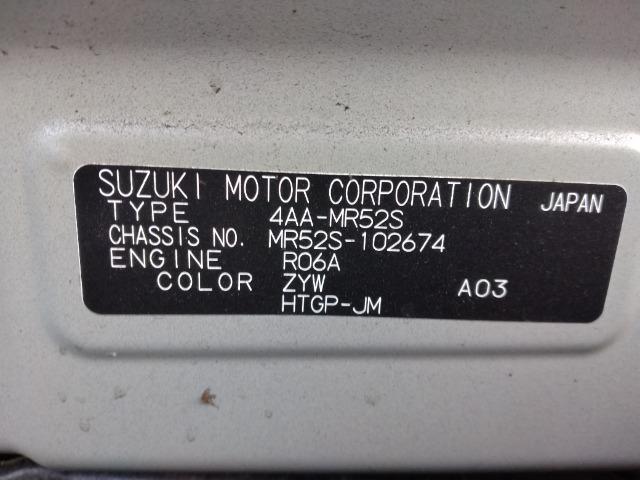 SUZUKI MOTOR CORPORATION JAPAN
TYPE 4AA-MR52S
CHASSIS NO. MR52S-102674
ENGINE R06A
COLOR ZYW A03
HTGP-JM